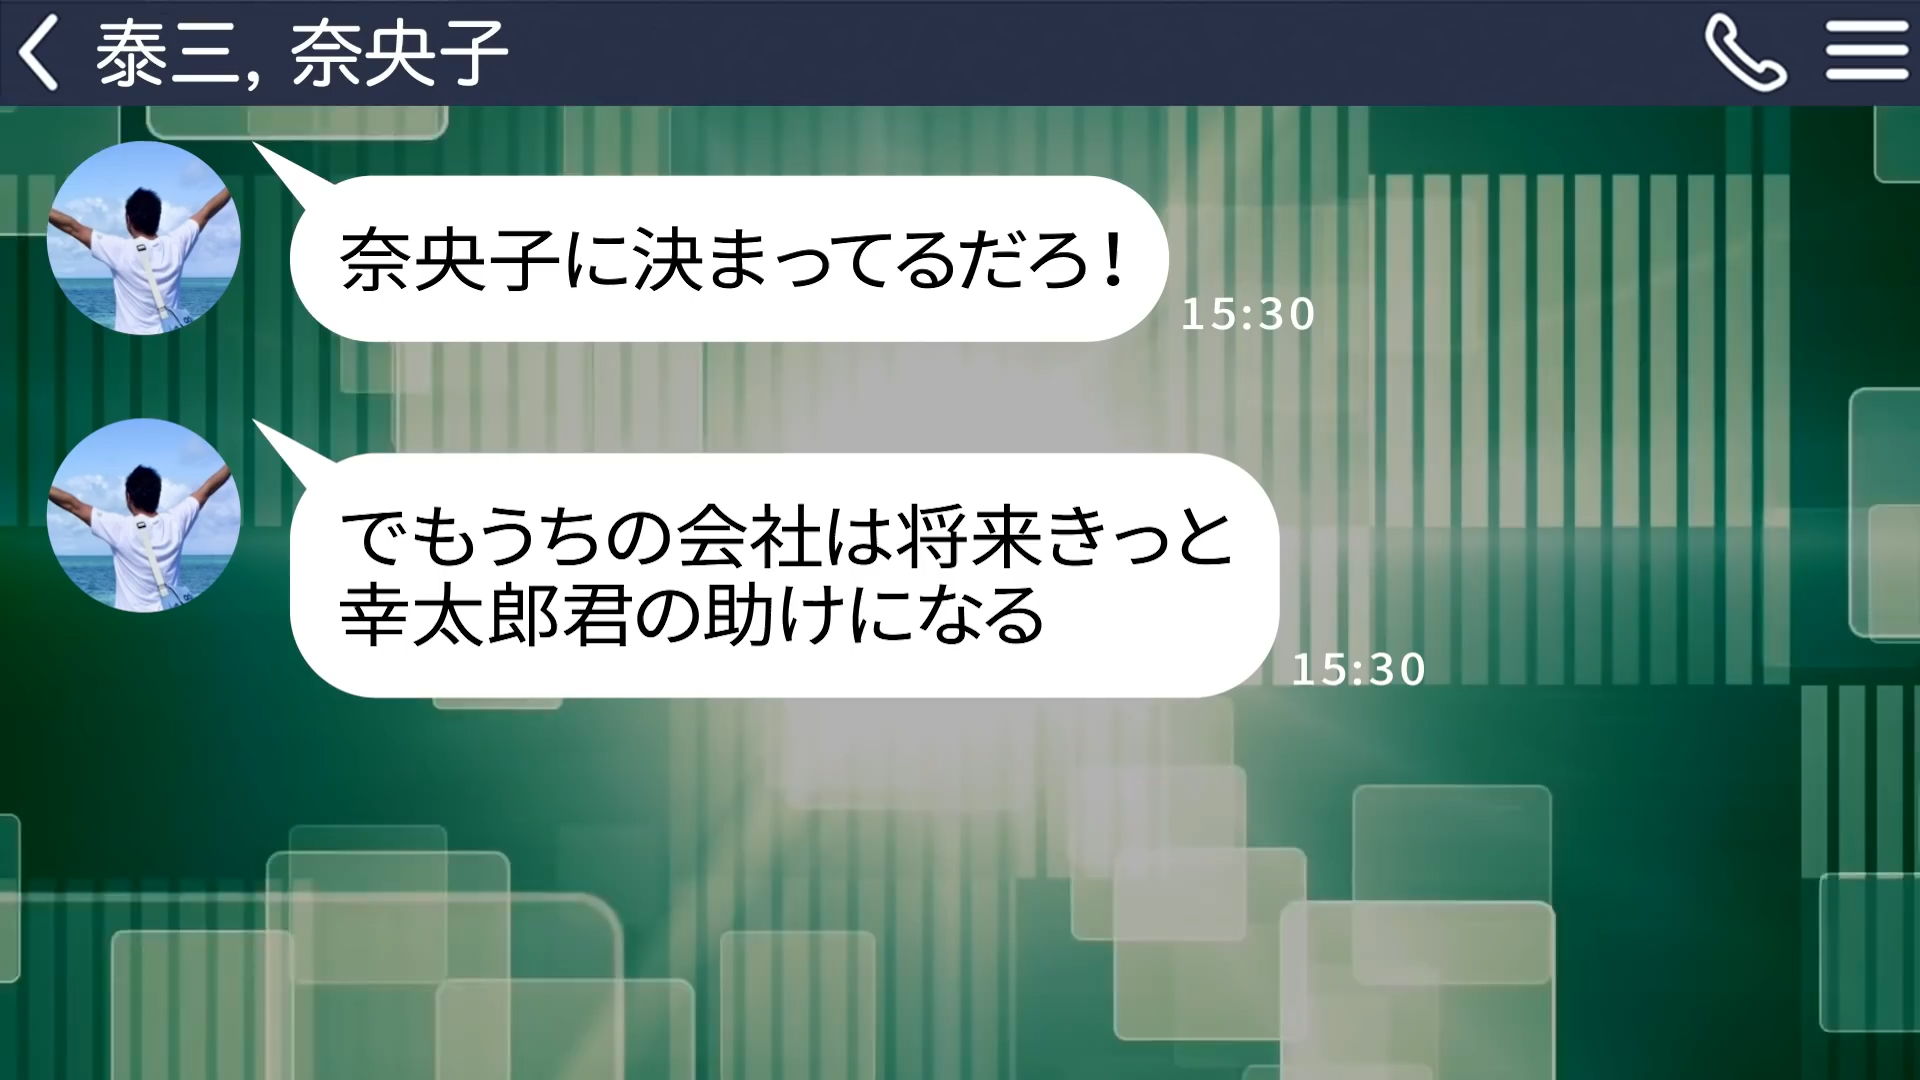 泰三, 奈央子
奈央子に決まってるだろ！
15:30
でもうちの会社は将来きっと
幸太郎君の助けになる
15:30